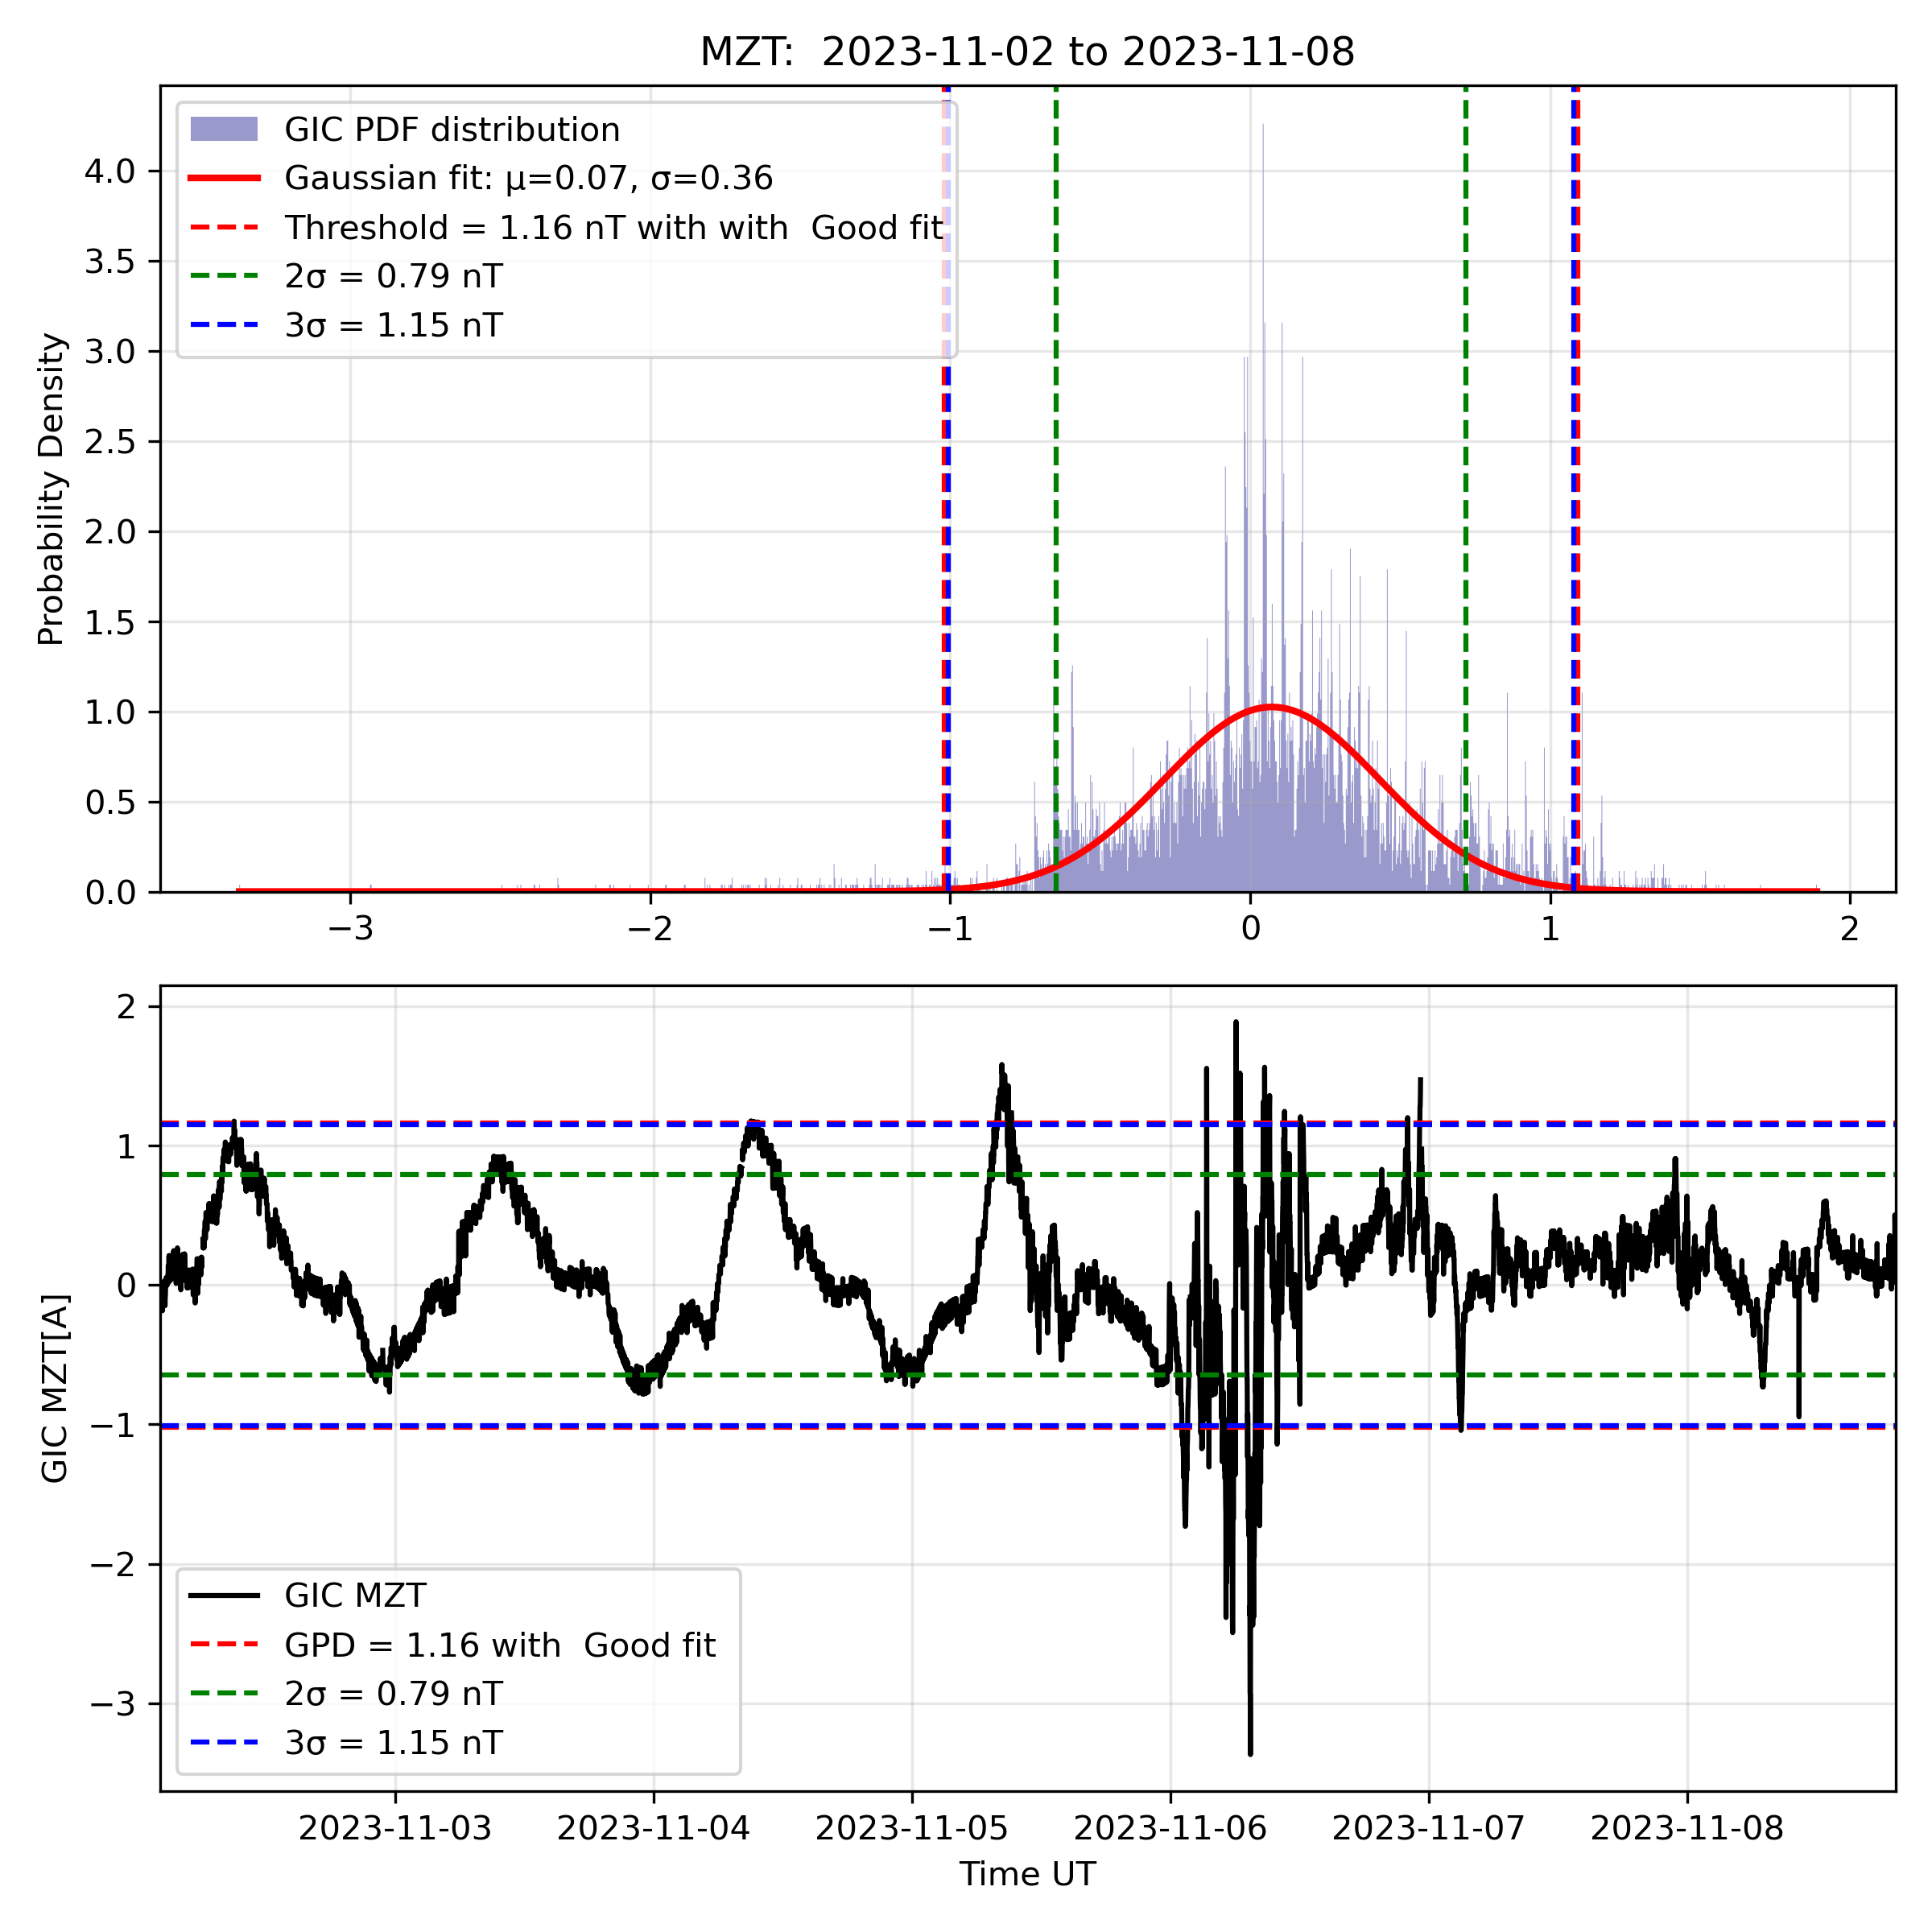 MZT:  2023-11-02 to 2023-11-08
GIC PDF distribution
Gaussian fit: μ=0.07, σ=0.36
Threshold = 1.16 nT with with  Good fit
2σ = 0.79 nT
3σ = 1.15 nT
Probability Density
4.0
3.5
3.0
2.5
2.0
1.5
1.0
0.5
0.0
−3 −2 −1 0 1 2
GIC MZT[A]
2
1
0
−1
−2
−3
GIC MZT
GPD = 1.16 with  Good fit
2σ = 0.79 nT
3σ = 1.15 nT
2023-11-03 2023-11-04 2023-11-05 2023-11-06 2023-11-07 2023-11-08
Time UT